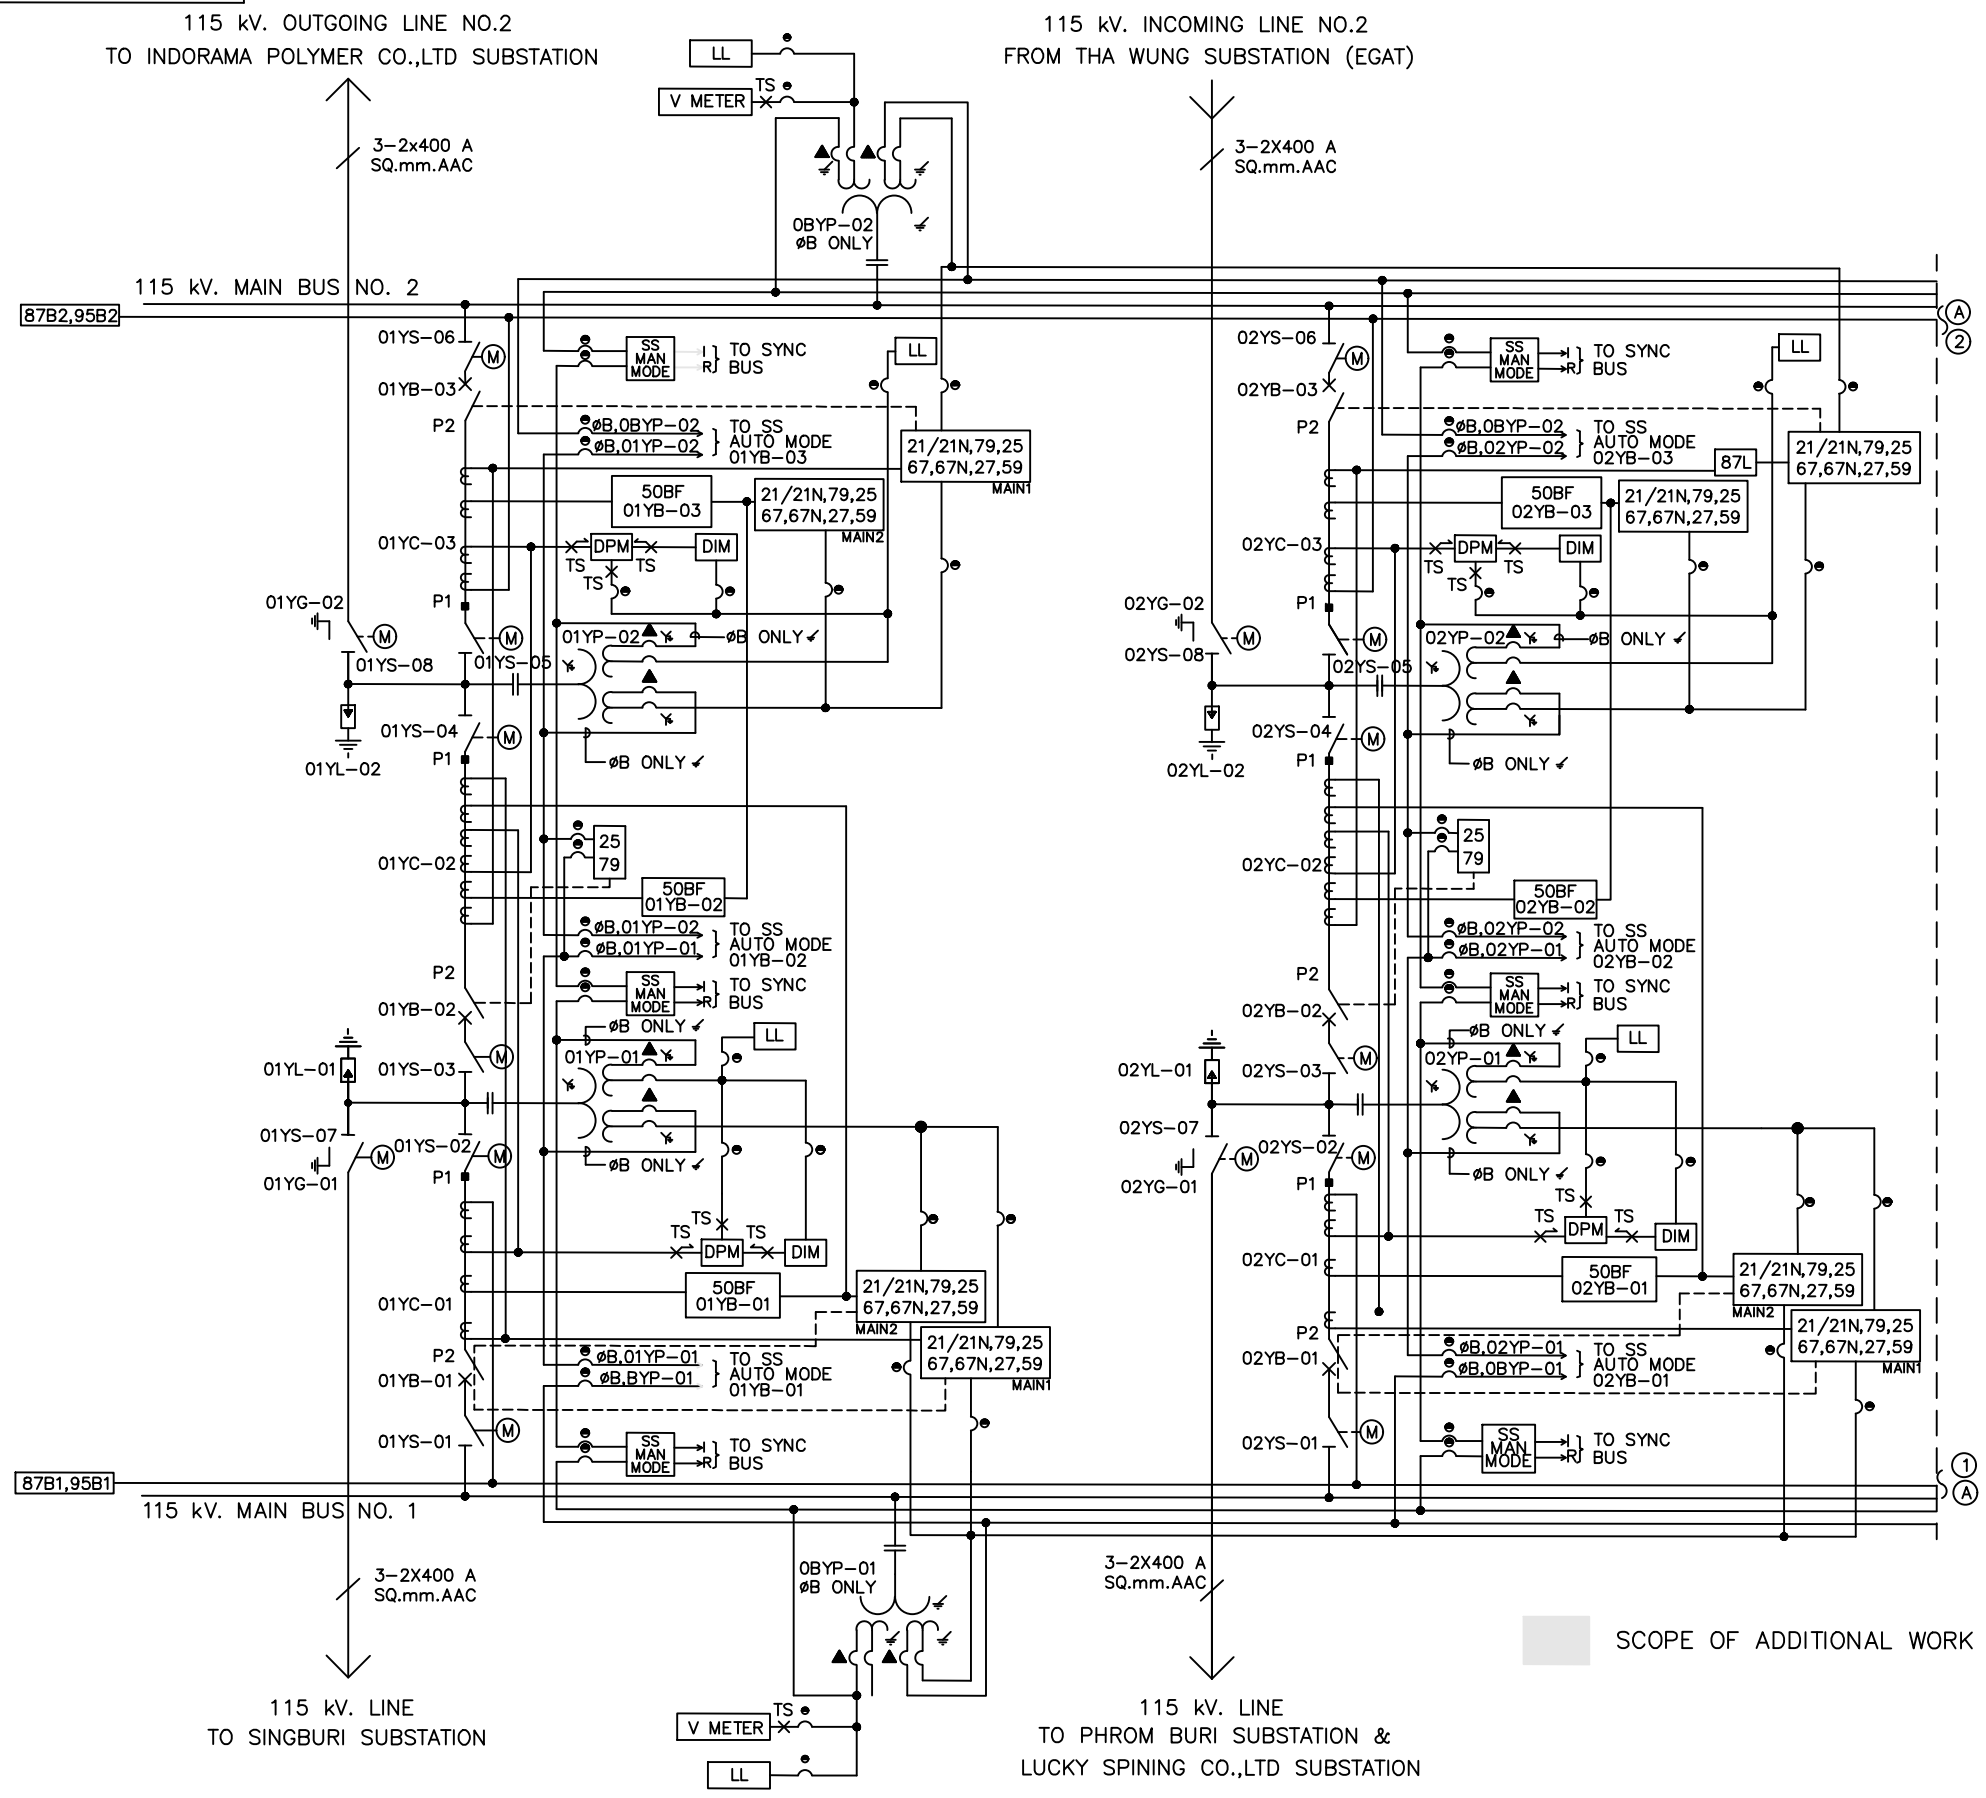 115 kV. OUTGOING LINE NO.2
TO INDORAMA POLYMER CO.,LTD SUBSTATION
115 kV. INCOMING LINE NO.2
FROM THA WUNG SUBSTATION (EGAT)
LL
V METER
TS
3-2x400 A
SQ.mm.AAC
3-2X400 A
SQ.mm.AAC
0BYP-02
øB ONLY
115 kV. MAIN BUS NO. 2
87B2,95B2
A
2
01YS-06
M
01YB-03
P2
SS
MAN
MODE
I
R
TO SYNC
BUS
LL
øB,0BYP-02
øB,01YP-02
TO SS
AUTO MODE
01YB-03
21/21N,79,25
67,67N,27,59
MAIN1
50BF
01YB-03
21/21N,79,25
67,67N,27,59
MAIN2
01YC-03
DPM
DIM
TS
TS
TS
P1
01YG-02
M
01YS-08
M
01YS-05
01YP-02
øB ONLY
01YS-04
M
P1
01YL-02
øB ONLY
25
79
01YC-02
50BF
01YB-02
øB,01YP-02
øB,01YP-01
TO SS
AUTO MODE
01YB-02
P2
SS
MAN
MODE
I
R
TO SYNC
BUS
01YB-02
øB ONLY
LL
01YL-01
01YS-03
M
01YP-01
01YS-07
M
01YG-01
01YS-02
M
P1
øB ONLY
TS
TS
TS
DPM
DIM
50BF
01YB-01
01YC-01
21/21N,79,25
67,67N,27,59
MAIN2
21/21N,79,25
67,67N,27,59
MAIN1
P2
01YB-01
øB,01YP-01
øB,BYP-01
TO SS
AUTO MODE
01YB-01
01YS-01
M
SS
MAN
MODE
I
R
TO SYNC
BUS
02YS-06
M
02YB-03
P2
SS
MAN
MODE
I
R
TO SYNC
BUS
LL
øB,0BYP-02
øB,02YP-02
TO SS
AUTO MODE
02YB-03
87L
21/21N,79,25
67,67N,27,59
50BF
02YB-03
21/21N,79,25
67,67N,27,59
02YC-03
DPM
DIM
TS
TS
TS
P1
02YG-02
M
02YS-08
M
02YS-05
02YP-02
øB ONLY
02YS-04
M
P1
02YL-02
øB ONLY
25
79
02YC-02
50BF
02YB-02
øB,02YP-02
øB,02YP-01
TO SS
AUTO MODE
02YB-02
P2
SS
MAN
MODE
I
R
TO SYNC
BUS
02YB-02
øB ONLY
LL
02YL-01
02YS-03
M
02YP-01
02YS-07
M
02YG-01
02YS-02
M
P1
øB ONLY
TS
TS
TS
DPM
DIM
02YC-01
50BF
02YB-01
21/21N,79,25
67,67N,27,59
MAIN2
21/21N,79,25
67,67N,27,59
MAIN1
P2
02YB-01
øB,02YP-01
øB,0BYP-01
TO SS
AUTO MODE
02YB-01
02YS-01
M
SS
MAN
MODE
I
R
TO SYNC
BUS
87B1,95B1
1
A
115 kV. MAIN BUS NO. 1
0BYP-01
øB ONLY
3-2X400 A
SQ.mm.AAC
3-2X400 A
SQ.mm.AAC
SCOPE OF ADDITIONAL WORK
TS
V METER
LL
115 kV. LINE
TO SINGBURI SUBSTATION
115 kV. LINE
TO PHROM BURI SUBSTATION &
LUCKY SPINING CO.,LTD SUBSTATION